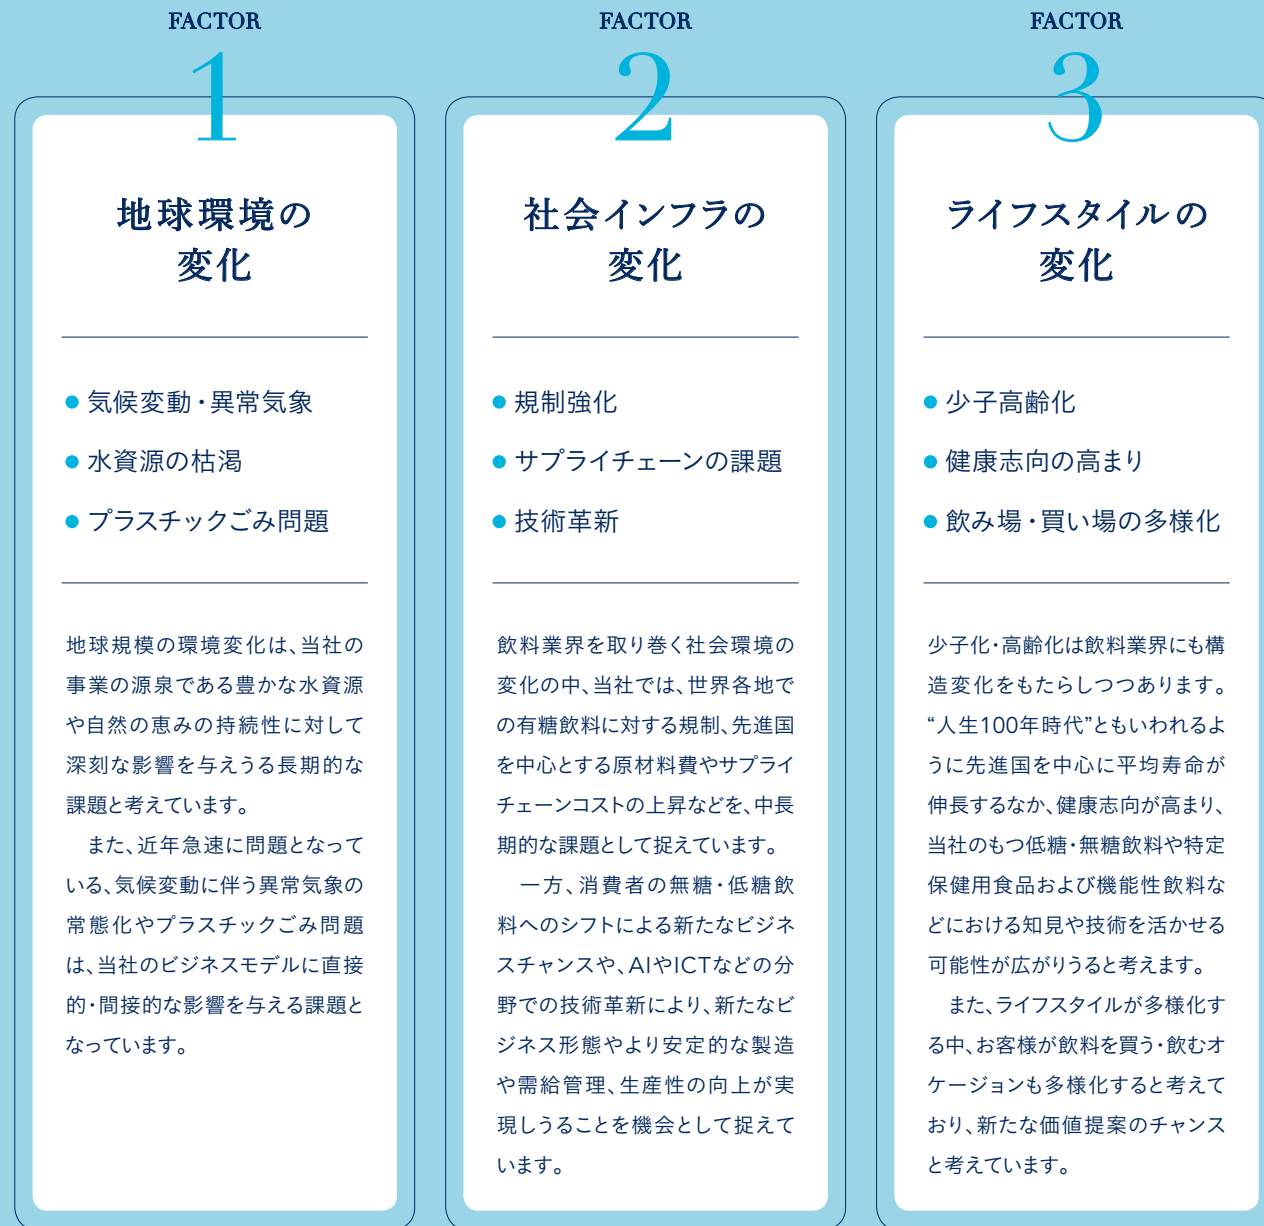 FACTOR
1
地球環境の
変化
● 気候変動・異常気象
● 水資源の枯渇
● プラスチックごみ問題
地球規模の環境変化は、当社の
事業の源泉である豊かな水資源
や自然の恵みの持続性に対して
深刻な影響を与えうる長期的な
課題と考えています。
　また、近年急速に問題となって
いる、気候変動に伴う異常気象の
常態化やプラスチックごみ問題
は、当社のビジネスモデルに直接
的・間接的な影響を与える課題と
なっています。
FACTOR
2
社会インフラの
変化
● 規制強化
● サプライチェーンの課題
● 技術革新
飲料業界を取り巻く社会環境の
変化の中、当社では、世界各地で
の有糖飲料に対する規制、先進国
を中心とする原材料費やサプライ
チェーンコストの上昇などを、中長
期的な課題として捉えています。
　一方、消費者の無糖・低糖飲
料へのシフトによる新たなビジネ
スチャンスや、AIやICTなどの分
野での技術革新により、新たなビ
ジネス形態やより安定的な製造
や需給管理、生産性の向上が実
現しうることを機会として捉えて
います。
FACTOR
3
ライフスタイルの
変化
● 少子高齢化
● 健康志向の高まり
● 飲み場・買い場の多様化
少子化・高齢化は飲料業界にも構
造変化をもたらしつつあります。
“人生100年時代”ともいわれるよ
うに先進国を中心に平均寿命が
伸長するなか、健康志向が高まり、
当社のもつ低糖・無糖飲料や特定
保健用食品および機能性飲料な
どにおける知見や技術を活かせる
可能性が広がりうると考えます。
　また、ライフスタイルが多様化す
る中、お客様が飲料を買う・飲むオ
ケージョンも多様化すると考えて
おり、新たな価値提案のチャンス
と考えています。